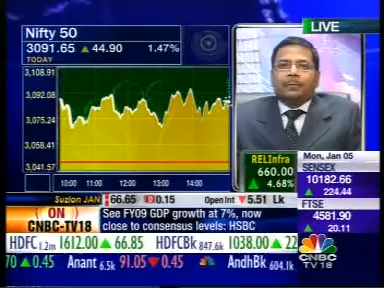 LIVE
Nifty 50
3091.65 ▲ 44.90 1.47%
TODAY
3,108.91
3,092.08
3,075.24
3,058.41
3,041.57
10:00 11:00 12:00 13:00 14:00
RELInfra
660.00
▲ 4.68%
Mon, Jan 05
SENSEX
10182.66
▲ 224.44
FTSE
4581.90
▲ 20.11
Suzlon JAN 66.65 0.15 Open Int ▼ 5.51 Lk
ON
CNBC-TV18
See FY09 GDP growth at 7%, now
close to consensus levels: HSBC
HDFC 1.2m 1612.00 ▲ 66.85 HDFCBk 847.6k 1038.00 ▲ 22
70 ▲ 0.45 Anant 6.5k 91.05 ▼ 0.45 AndhBk 604.1k
CNBC
TV 18